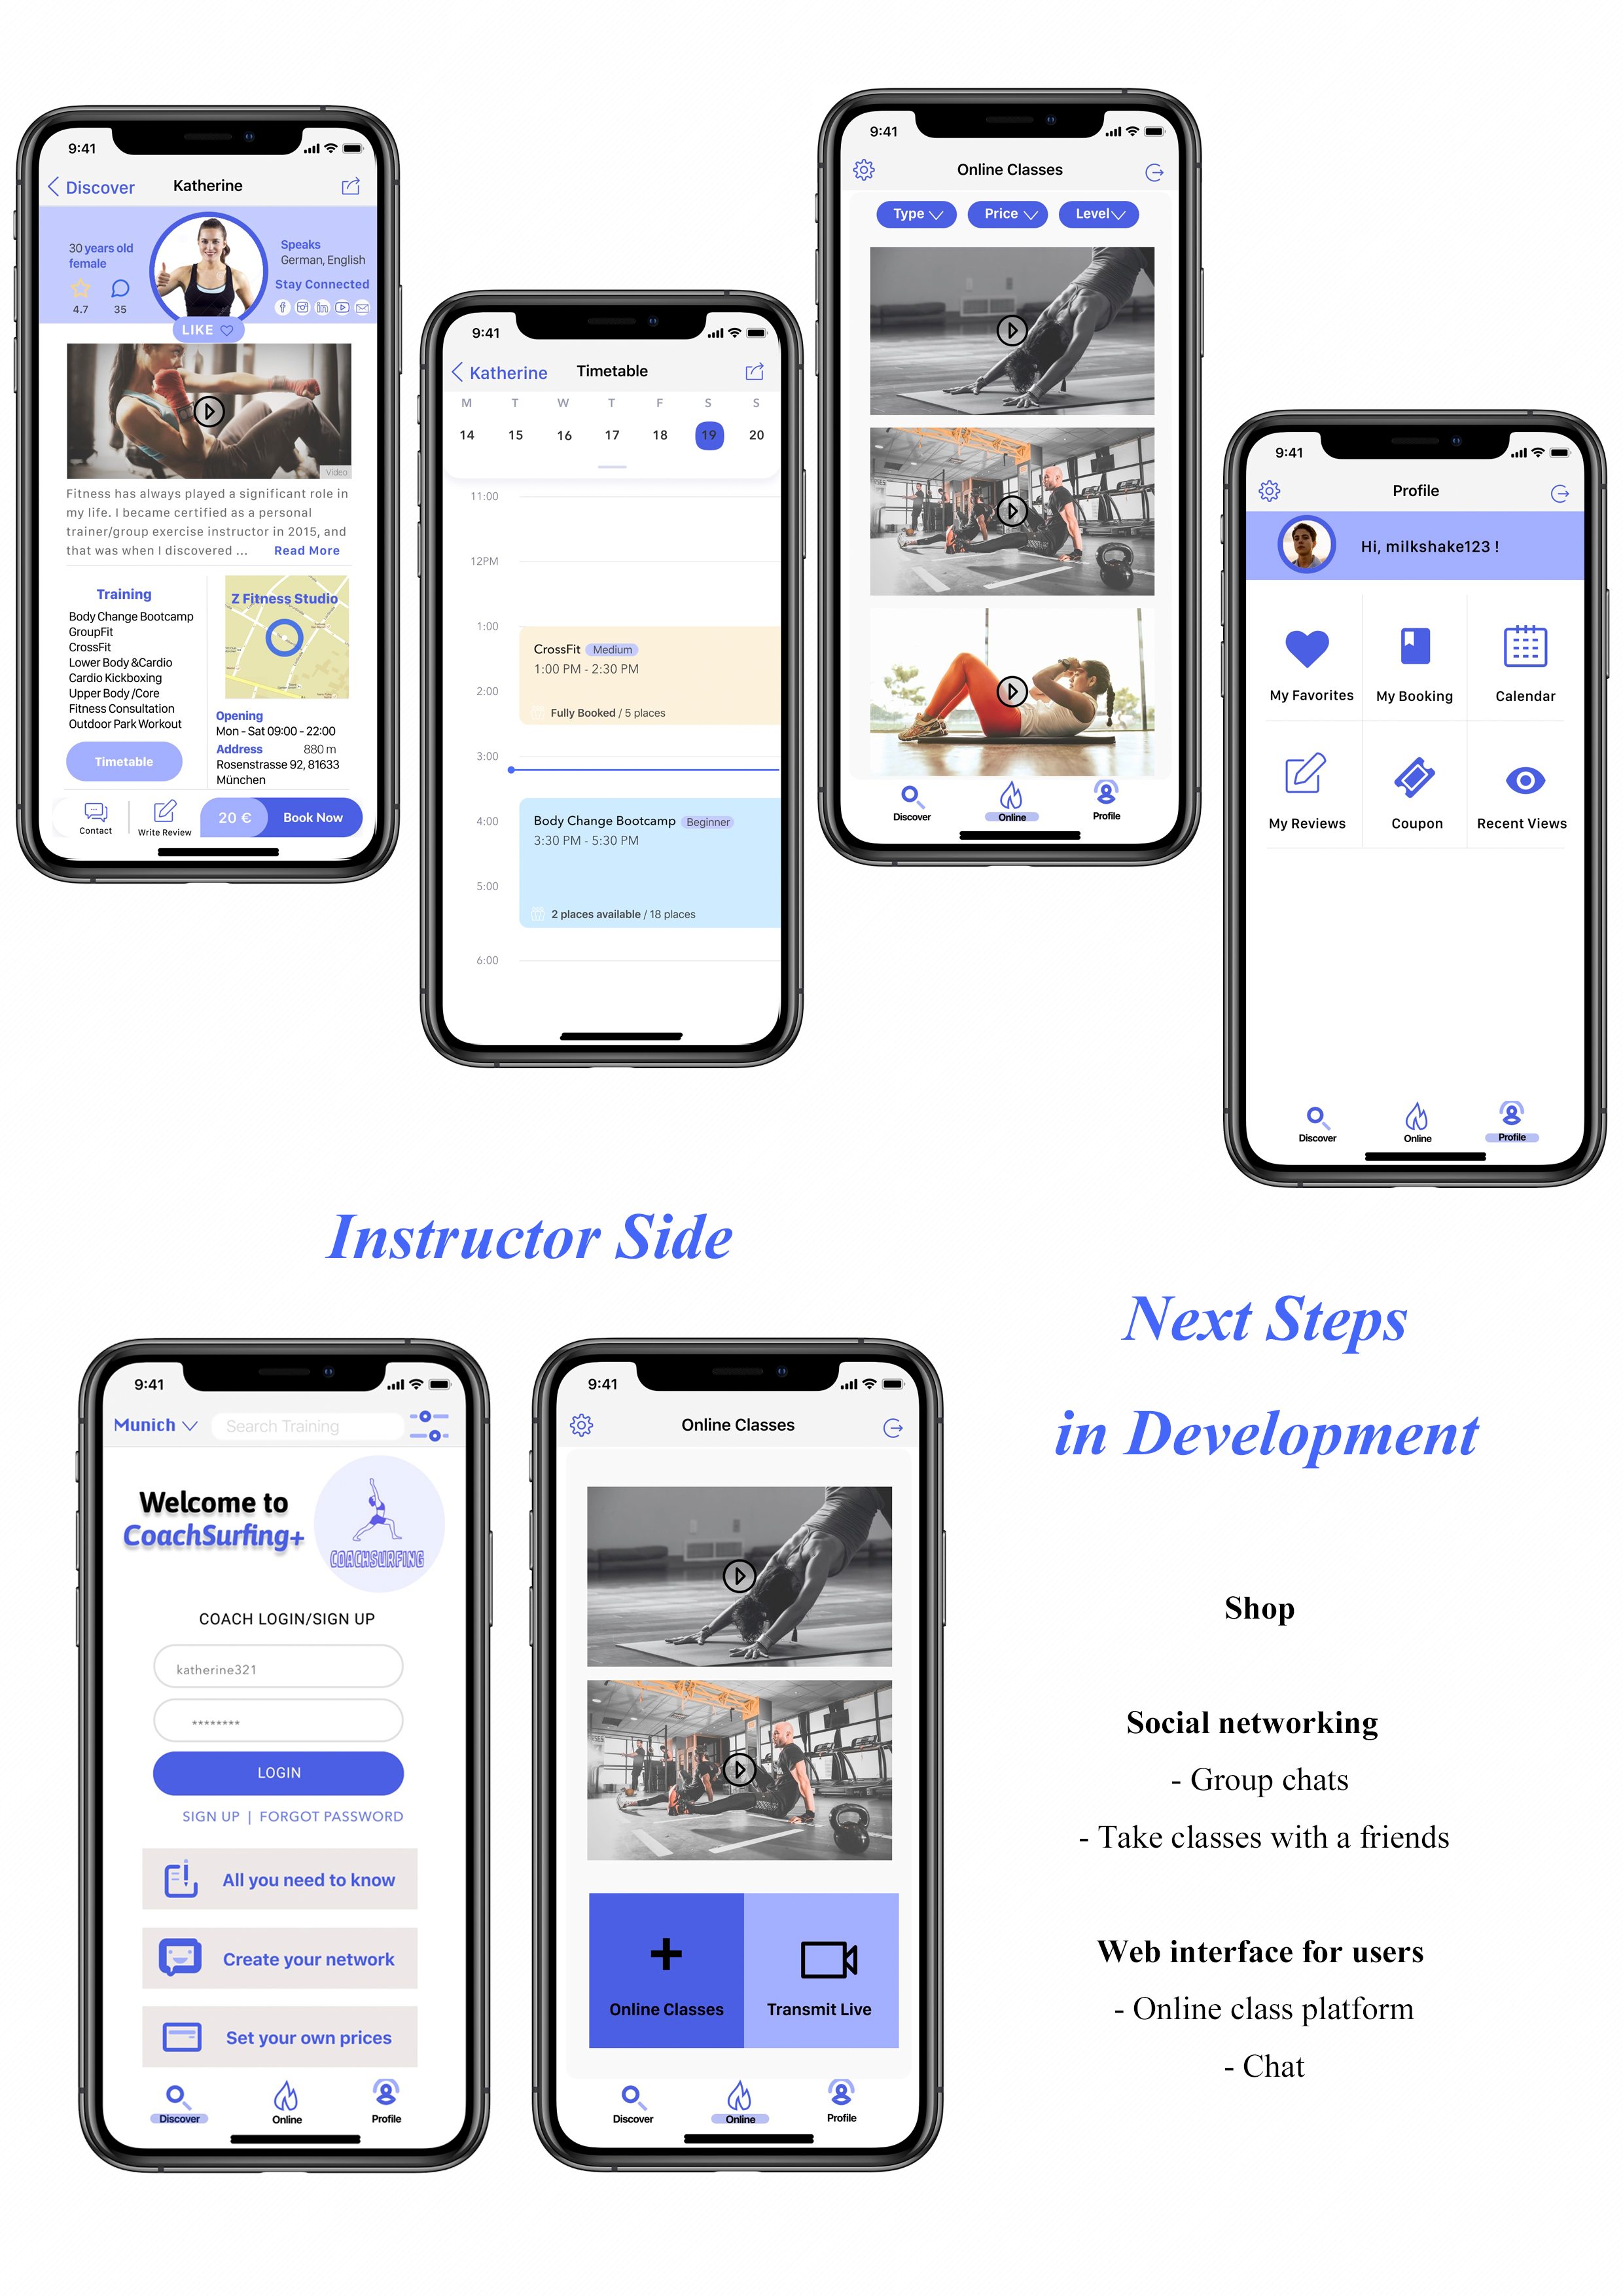 9:41
Discover
Katherine
30 years old
female
4.7
35
Speaks
German, English
Stay Connected
LIKE
Video
Fitness has always played a significant role in
my life. I became certified as a personal
trainer/group exercise instructor in 2015, and
that was when I discovered ... Read More
Training
Body Change Bootcamp
GroupFit
CrossFit
Lower Body &Cardio
Cardio Kickboxing
Upper Body /Core
Fitness Consultation
Outdoor Park Workout
Timetable
Z Fitness Studio
Opening
Mon - Sat 09:00 - 22:00
Address 880 m
Rosenstrasse 92, 81633
München
Contact
Write Review
20 €
Book Now
9:41
Katherine
Timetable
M T W T F S S
14 15 16 17 18 19 20
11:00
12PM
1:00
CrossFit Medium
1:00 PM - 2:30 PM
2:00
Fully Booked / 5 places
3:00
4:00
Body Change Bootcamp Beginner
3:30 PM - 5:30 PM
5:00
2 places available / 18 places
6:00
9:41
Online Classes
Type
Price
Level
Discover
Online
Profile
9:41
Profile
Hi, milkshake123 !
My Favorites
My Booking
Calendar
My Reviews
Coupon
Recent Views
Discover
Online
Profile
Instructor Side
9:41
Munich
Search Training
Welcome to
CoachSurfing+
COACHSURFING
COACH LOGIN/SIGN UP
katherine321
********
LOGIN
SIGN UP | FORGOT PASSWORD
All you need to know
Create your network
Set your own prices
Discover
Online
Profile
9:41
Online Classes
+
Online Classes
Transmit Live
Discover
Online
Profile
Next Steps
in Development
Shop
Social networking
- Group chats
- Take classes with a friends
Web interface for users
- Online class platform
- Chat